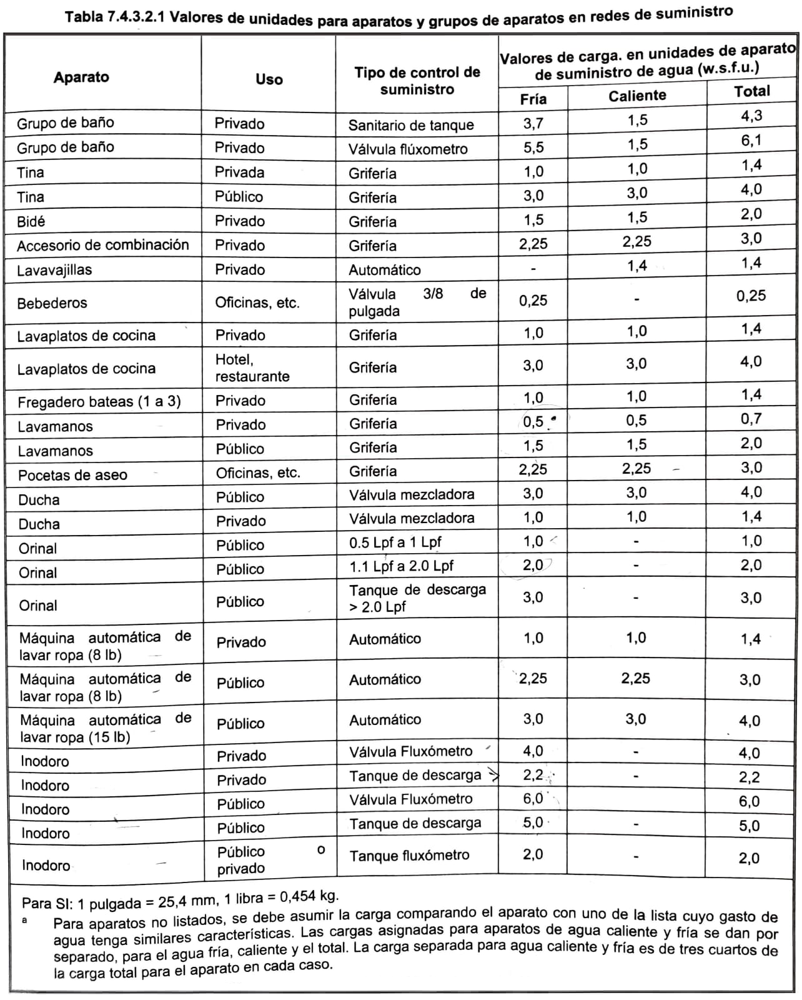 Tabla 7.4.3.2.1 Valores de unidades para aparatos y grupos de aparatos en redes de suministro
Aparato Uso Tipo de control de suministro Valores de carga. en unidades de aparato de suministro de agua (w.s.f.u.)
Fría Caliente Total
Grupo de baño Privado Sanitario de tanque 3,7 1,5 4,3
Grupo de baño Privado Válvula flúxometro 5,5 1,5 6,1
Tina Privada Grifería 1,0 1,0 1,4
Tina Público Grifería 3,0 3,0 4,0
Bidé Privado Grifería 1,5 1,5 2,0
Accesorio de combinación Privado Grifería 2,25 2,25 3,0
Lavavajillas Privado Automático - 1,4 1,4
Bebederos Oficinas, etc. Válvula 3/8 de pulgada 0,25 - 0,25
Lavaplatos de cocina Privado Grifería 1,0 1,0 1,4
Lavaplatos de cocina Hotel, restaurante Grifería 3,0 3,0 4,0
Fregadero bateas (1 a 3) Privado Grifería 1,0 1,0 1,4
Lavamanos Privado Grifería 0,5 0,5 0,7
Lavamanos Público Grifería 1,5 1,5 2,0
Pocetas de aseo Oficinas, etc. Grifería 2,25 2,25 3,0
Ducha Público Válvula mezcladora 3,0 3,0 4,0
Ducha Privado Válvula mezcladora 1,0 1,0 1,4
Orinal Público 0.5 Lpf a 1 Lpf 1,0 - 1,0
Orinal Público 1.1 Lpf a 2.0 Lpf 2,0 - 2,0
Orinal Público Tanque de descarga > 2.0 Lpf 3,0 - 3,0
Máquina automática de lavar ropa (8 lb) Privado Automático 1,0 1,0 1,4
Máquina automática de lavar ropa (8 lb) Público Automático 2,25 2,25 3,0
Máquina automática de lavar ropa (15 lb) Público Automático 3,0 3,0 4,0
Inodoro Privado Válvula Fluxómetro 4,0 - 4,0
Inodoro Privado Tanque de descarga 2,2 - 2,2
Inodoro Público Válvula Fluxómetro 6,0 6,0
Inodoro Público Tanque de descarga 5,0 - 5,0
Inodoro Público o privado Tanque fluxómetro 2,0 - 2,0
Para SI: 1 pulgada = 25,4 mm, 1 libra = 0,454 kg.
a Para aparatos no listados, se debe asumir la carga comparando el aparato con uno de la lista cuyo gasto de
agua tenga similares características. Las cargas asignadas para aparatos de agua caliente y fría se dan por
separado, para el agua fría, caliente y el total. La carga separada para agua caliente y fría es de tres cuartos de
la carga total para el aparato en cada caso.